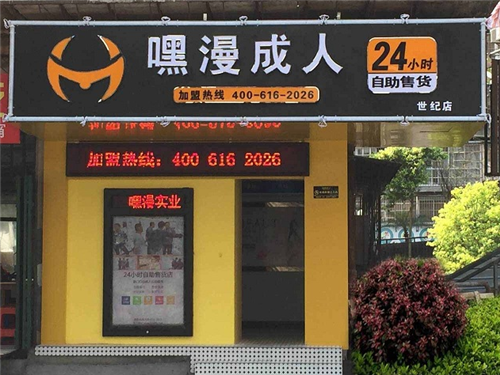 嘿漫成人
24小时
自助售货
加盟热线 400-616-2026
世纪店
加盟热线: 400 616 2026
嘿漫实业
24小时自助售货店